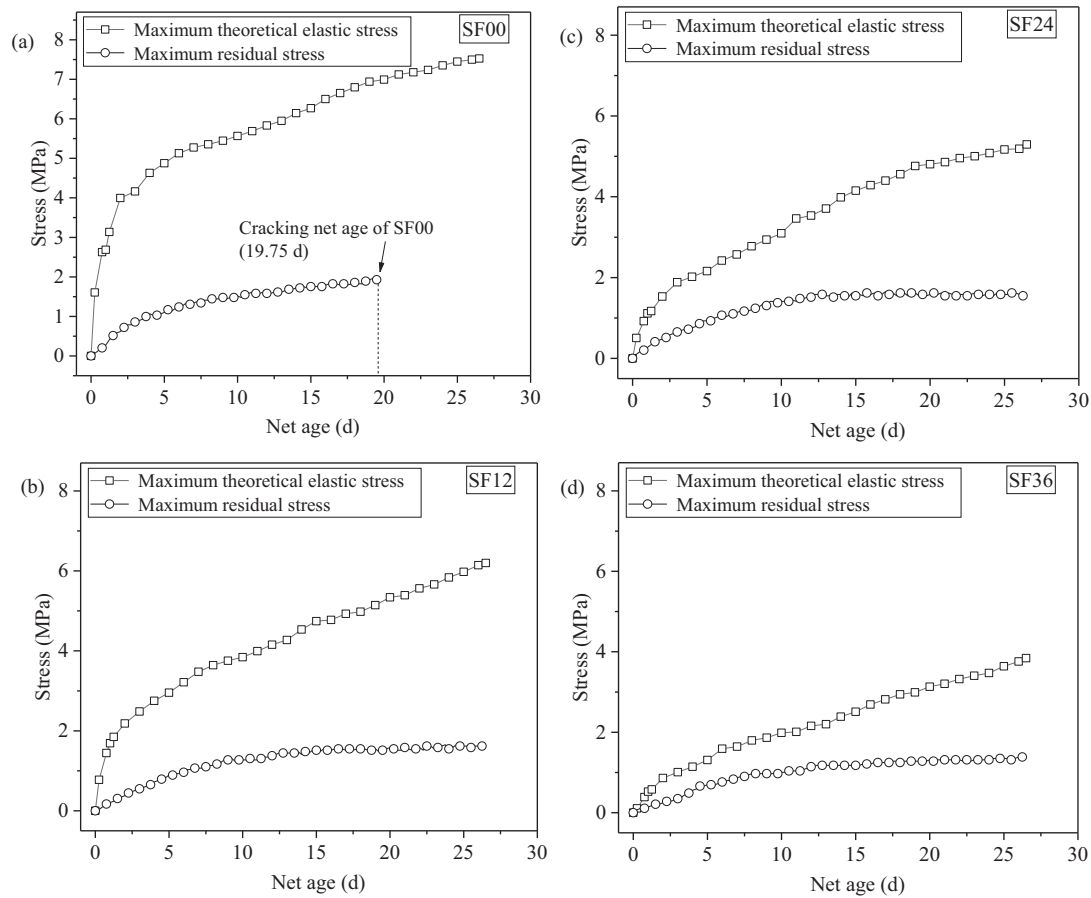 (a)
Maximum theoretical elastic stress
Maximum residual stress
SF00
8
7
6
5
4
3
2
1
0
Stress (MPa)
Cracking net age of SF00
(19.75 d)
0 5 10 15 20 25 30
Net age (d)
(c)
Maximum theoretical elastic stress
Maximum residual stress
SF24
8
6
4
2
0
Stress (MPa)
0 5 10 15 20 25 30
Net age (d)
(b)
Maximum theoretical elastic stress
Maximum residual stress
SF12
8
6
4
2
0
Stress (MPa)
0 5 10 15 20 25 30
Net age (d)
(d)
Maximum theoretical elastic stress
Maximum residual stress
SF36
8
6
4
2
0
Stress (MPa)
0 5 10 15 20 25 30
Net age (d)